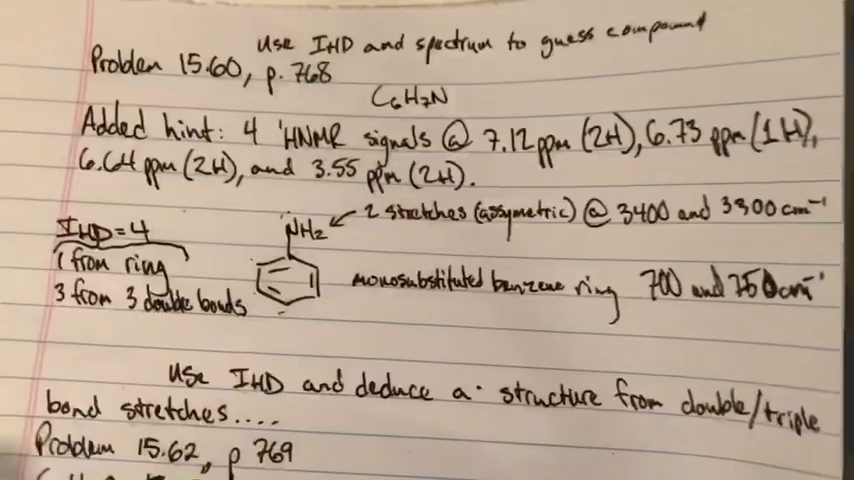 Use IHD and spectrum to guess compound
Problem 15.60, p. 768
C6H7N
Added hint: 4 ¹HNMR signals @ 7.12 ppm (2H), 6.73 ppm (1H),
6.64 ppm (2H), and 3.55 ppm (2H).
NH₂ ← 2 stretches (assymetric) @ 3400 and 3300 cm⁻¹
IHD = 4
1 from ring
monosubstituted benzene ring 700 and 750 cm⁻¹
3 from 3 double bonds
Use IHD and deduce a structure from double/triple
bond stretches....
Problem 15.62, p 769